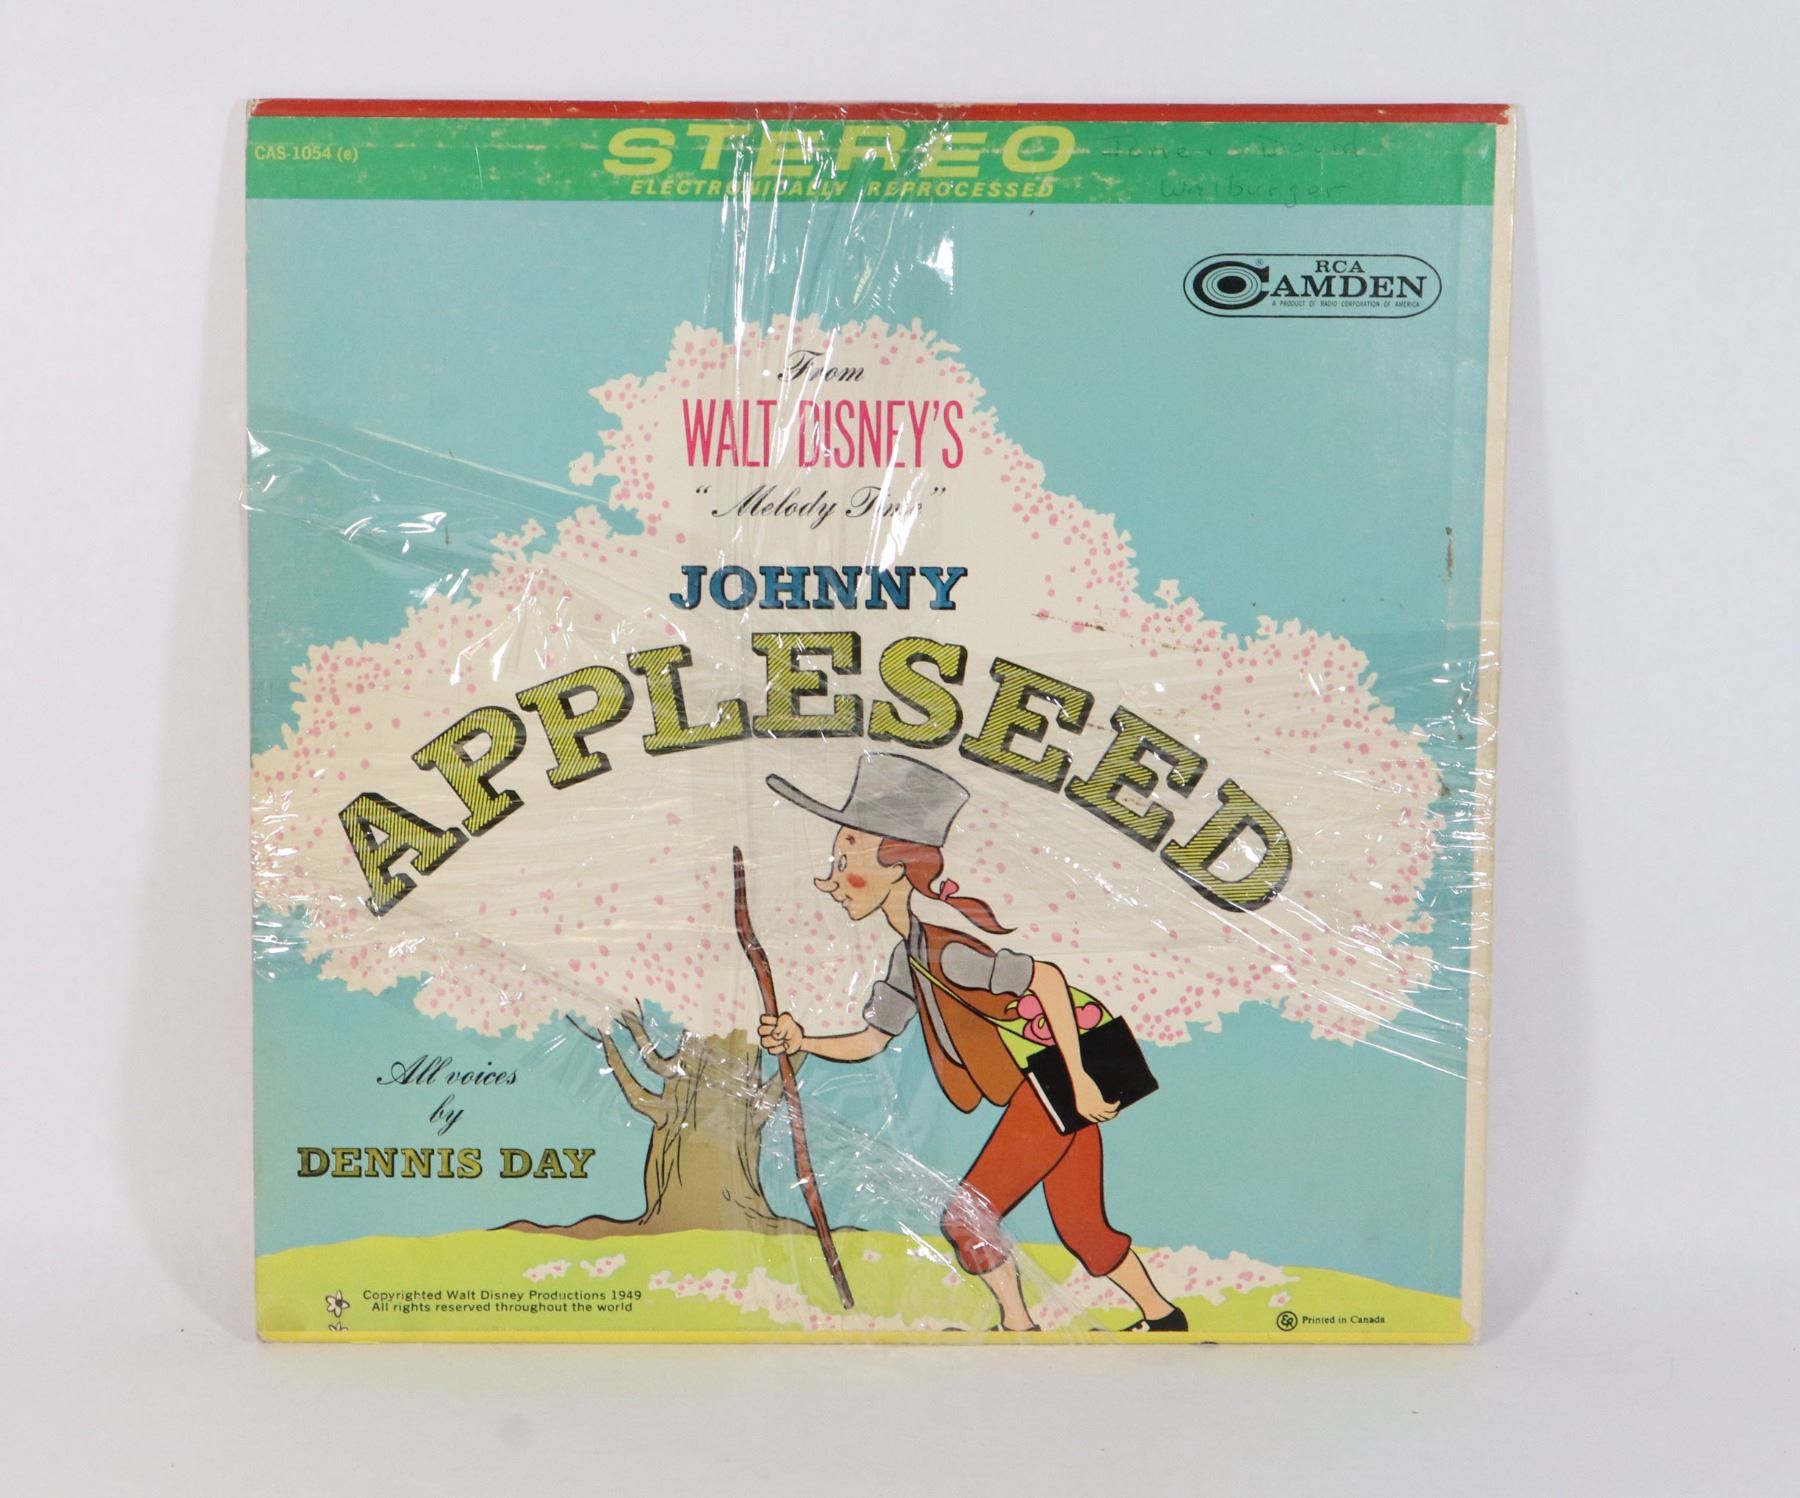 STEREO
CAS-1054 (e)
ELECTRONICALLY REPROCESSED
Walburger
RCA
CAMDEN
®
A PRODUCT OF RADIO CORPORATION OF AMERICA
From
WALT DISNEY'S
"Melody Time"
JOHNNY
APPLESEED
All voices
by
DENNIS DAY
Copyrighted Walt Disney Productions 1949
All rights reserved throughout the world
Printed in Canada